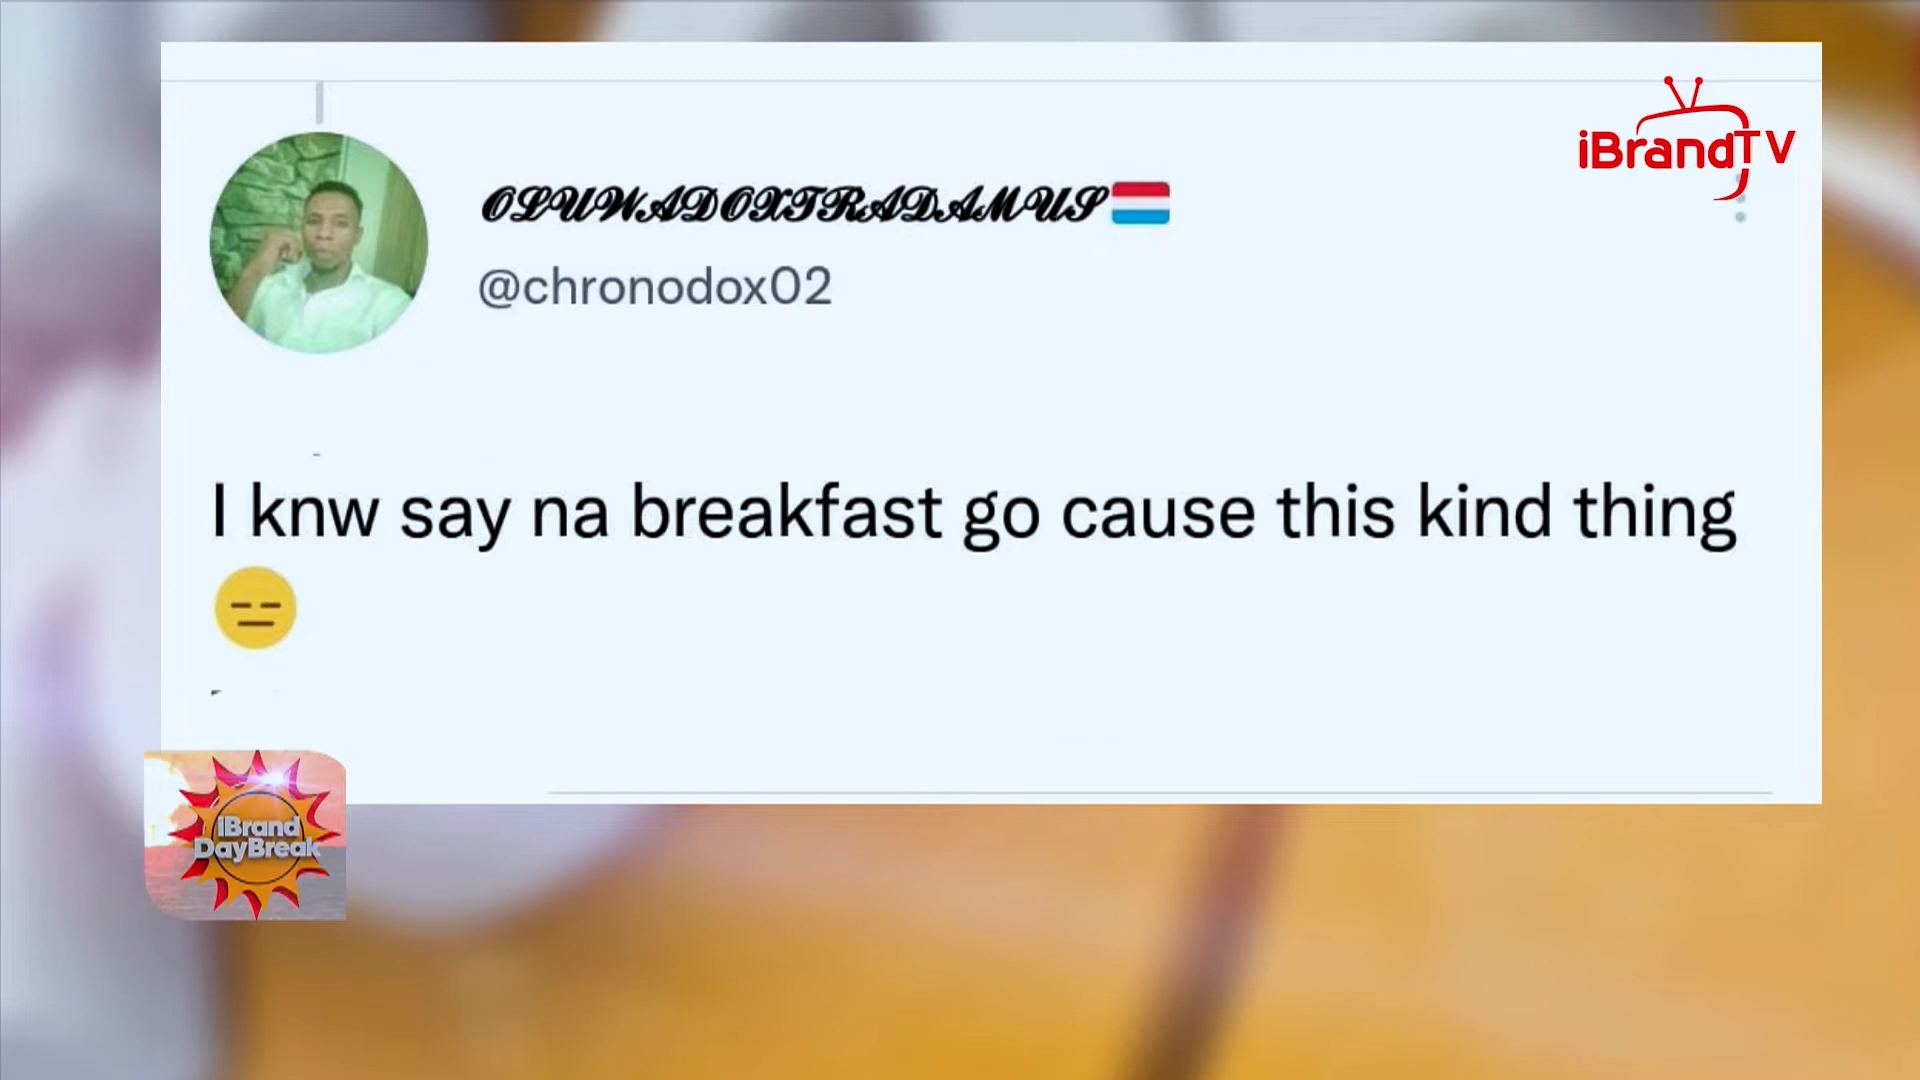 iBrandTV
OLUWADOXTRADAMUS
@chronodox02
I knw say na breakfast go cause this kind thing
😑
iBrand
DayBreak